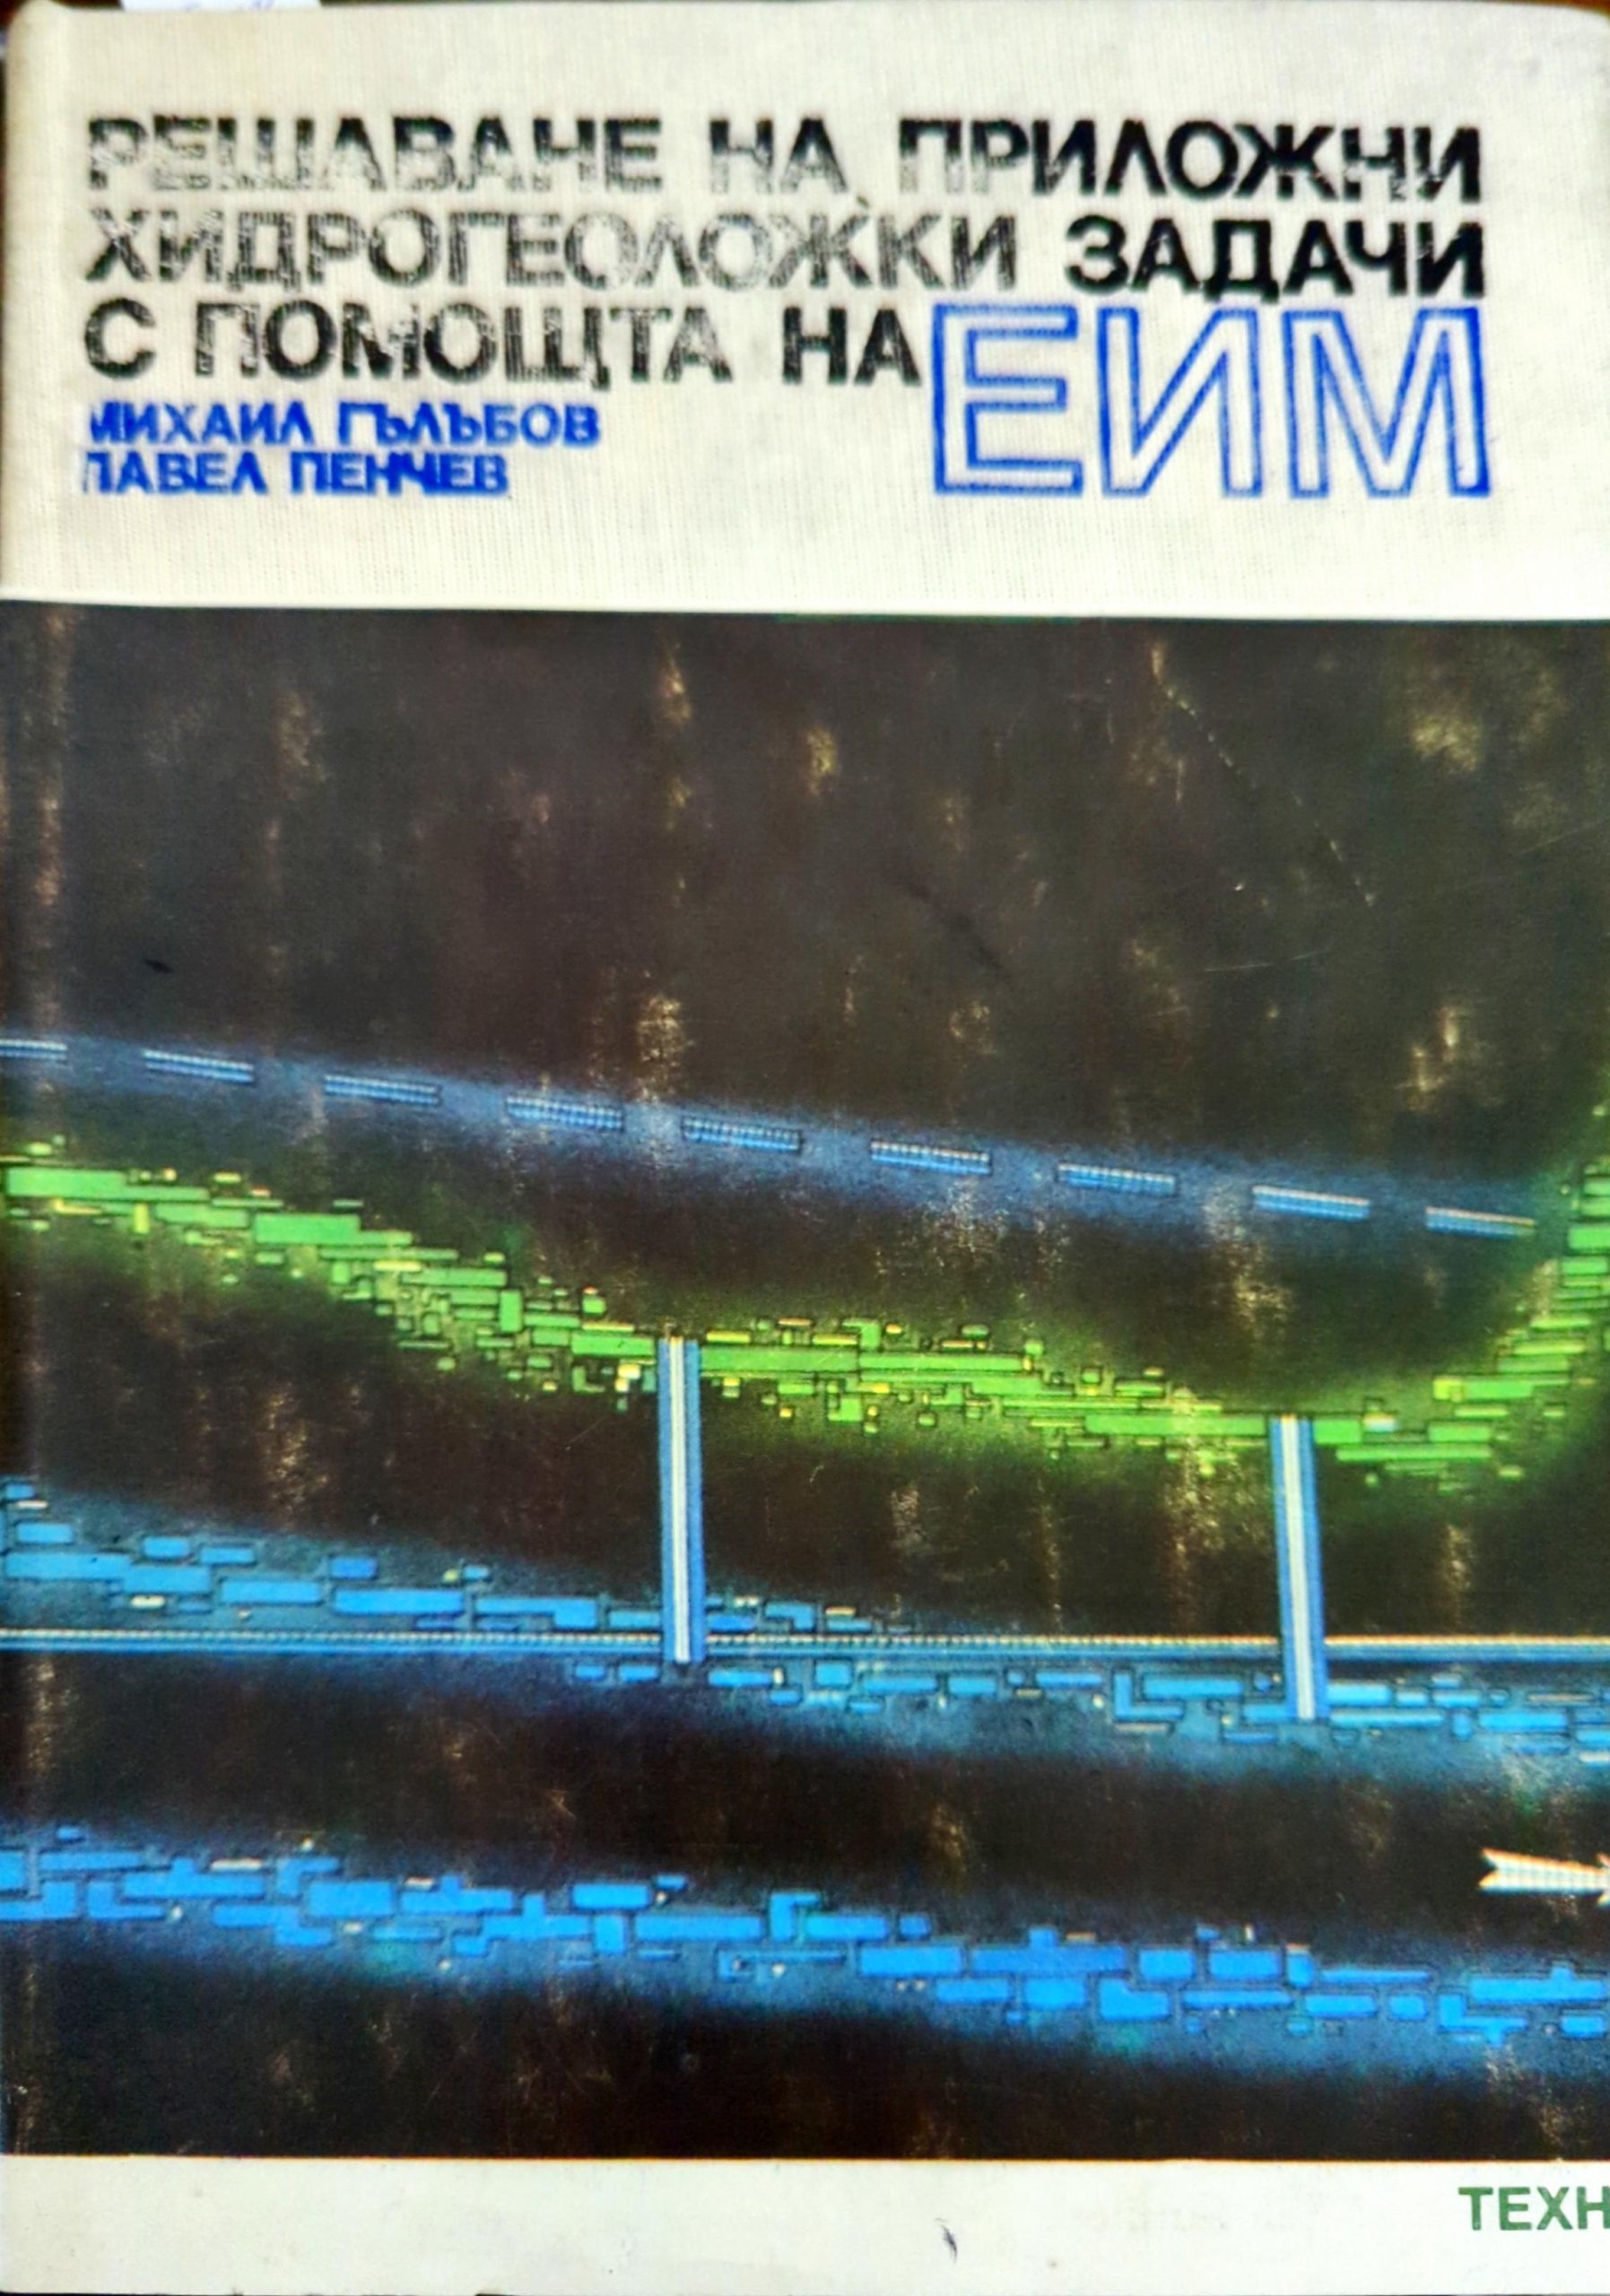 РЕШАВАНЕ НА ПРИЛОЖНИ
ХИДРОГЕОЛОЖКИ ЗАДАЧИ
С ПОМОЩТА НА ЕИМ
МИХАИЛ ГЪЛЪБОВ
ПАВЕЛ ПЕНЧЕВ
ТЕХН